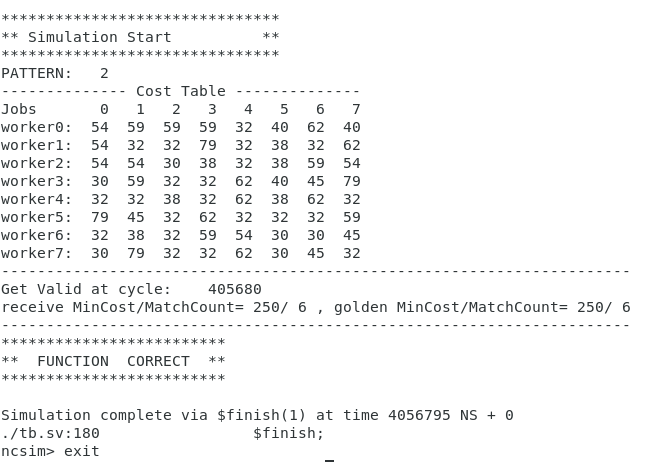 *******************************
** Simulation Start          **
*******************************
PATTERN:   2
-------------- Cost Table --------------
Jobs       0   1   2   3   4   5   6   7
worker0:  54  59  59  59  32  40  62  40
worker1:  54  32  32  79  32  38  32  62
worker2:  54  54  30  38  32  38  59  54
worker3:  30  59  32  32  62  40  45  79
worker4:  32  32  38  32  62  38  62  32
worker5:  79  45  32  62  32  32  32  59
worker6:  32  38  32  59  54  30  30  45
worker7:  30  79  32  32  62  30  45  32
----------------------------------------------------------------------
Get Valid at cycle:    405680
receive MinCost/MatchCount= 250/ 6 , golden MinCost/MatchCount= 250/ 6
----------------------------------------------------------------------
*************************
**  FUNCTION  CORRECT  **
*************************
Simulation complete via $finish(1) at time 4056795 NS + 0
./tb.sv:180                 $finish;
ncsim> exit